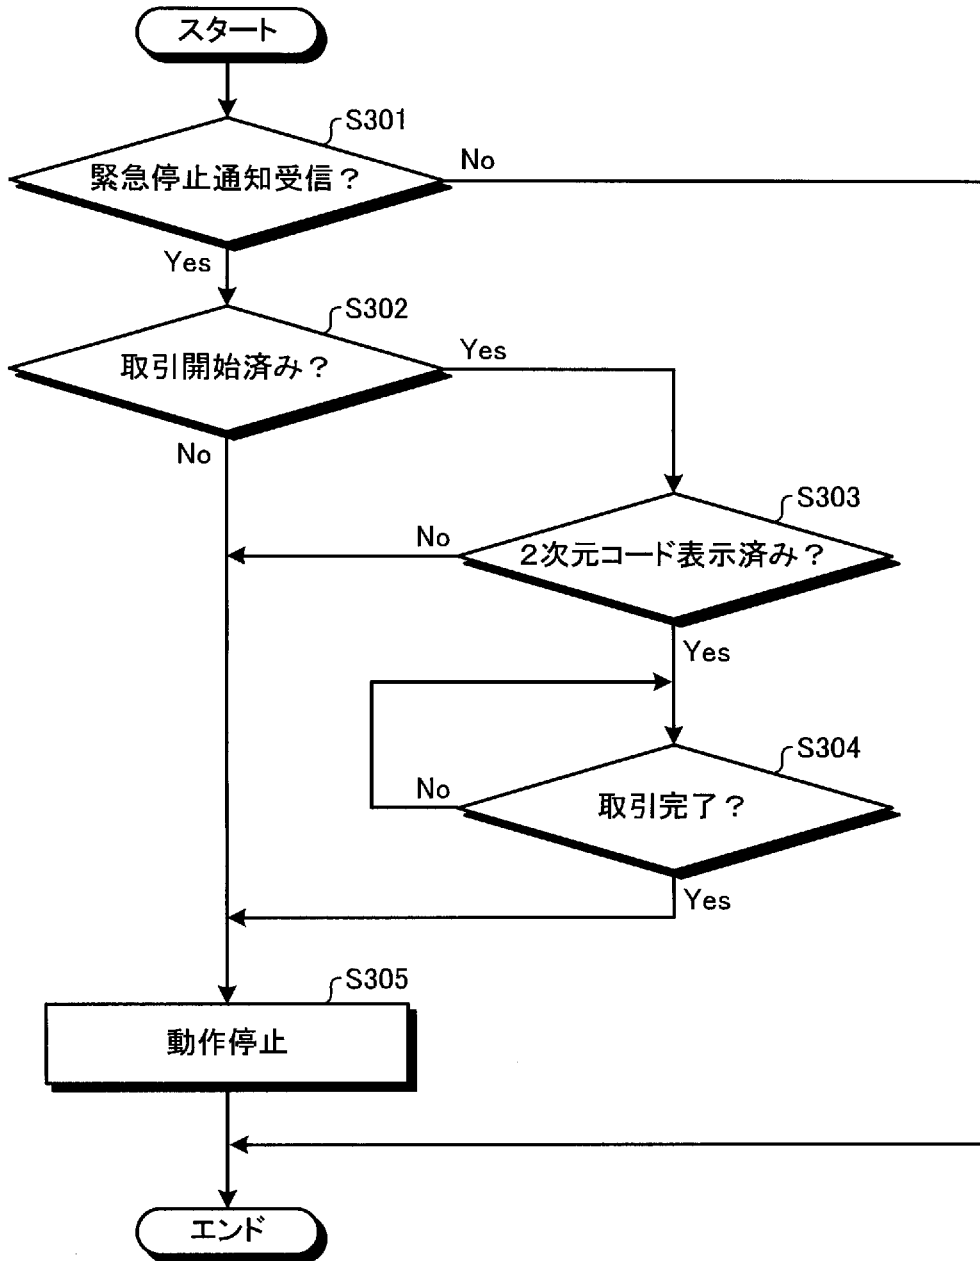 スタート
S301
緊急停止通知受信？
No
Yes
S302
取引開始済み？
Yes
No
S303
No
2次元コード表示済み？
Yes
S304
No
取引完了？
Yes
S305
動作停止
エンド